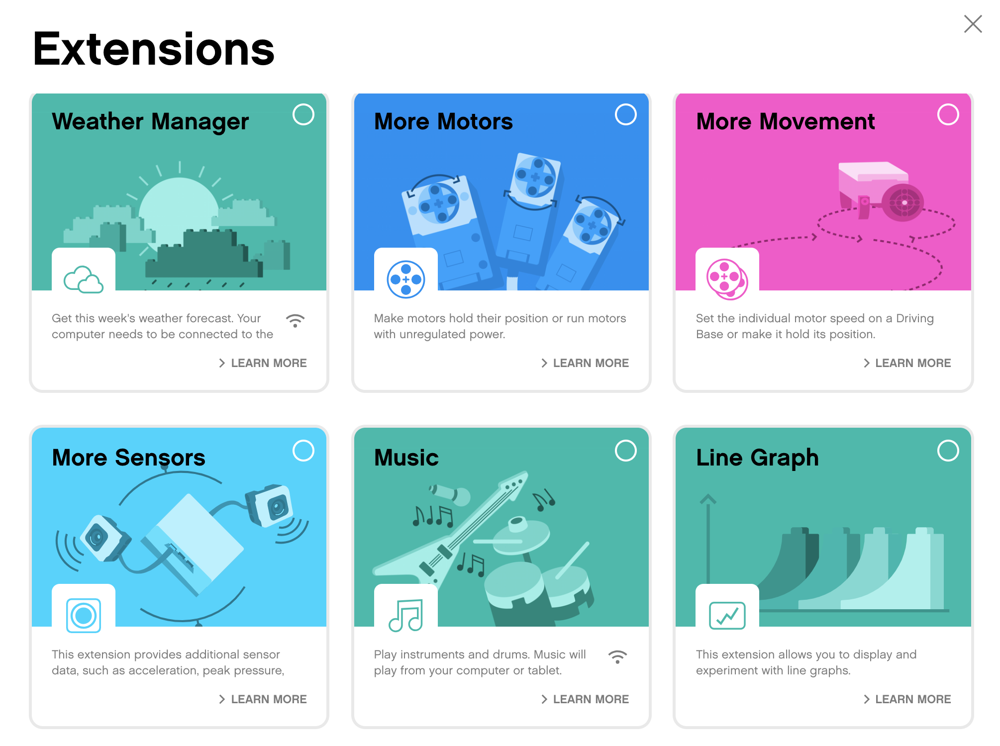 Extensions
Weather Manager
Get this week's weather forecast. Your
computer needs to be connected to the
LEARN MORE
More Motors
Make motors hold their position or run motors
with unregulated power.
LEARN MORE
More Movement
Set the individual motor speed on a Driving
Base or make it hold its position.
LEARN MORE
More Sensors
This extension provides additional sensor
data, such as acceleration, peak pressure,
LEARN MORE
Music
Play instruments and drums. Music will
play from your computer or tablet.
LEARN MORE
Line Graph
This extension allows you to display and
experiment with line graphs.
LEARN MORE